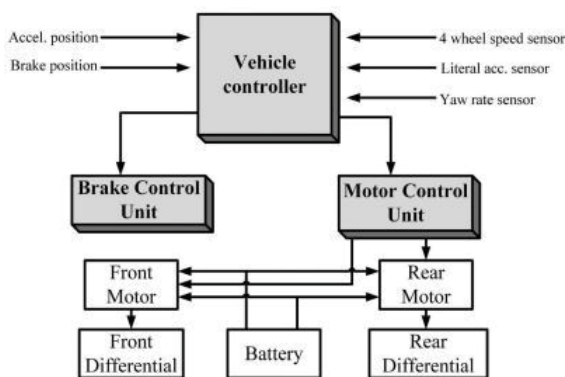 Accel. position
Brake position
Vehicle
controller
4 wheel speed sensor
Literal acc. sensor
Yaw rate sensor
Brake Control
Unit
Motor Control
Unit
Front
Motor
Rear
Motor
Front
Differential
Battery
Rear
Differential